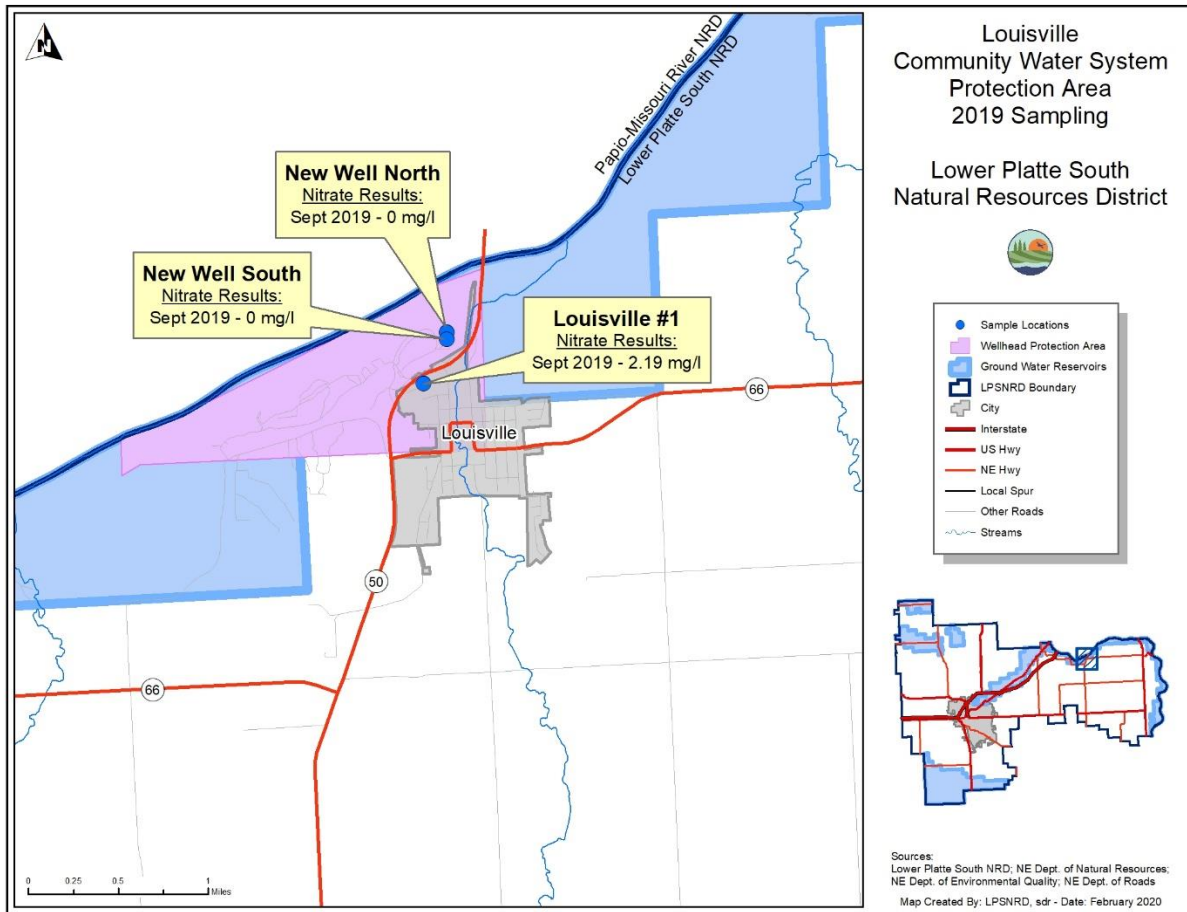 Louisville
Community Water System
Protection Area
2019 Sampling
Lower Platte South
Natural Resources District
N
Papio-Missouri River NRD
Lower Platte South NRD
New Well North
Nitrate Results:
Sept 2019 - 0 mg/l
New Well South
Nitrate Results:
Sept 2019 - 0 mg/l
Louisville #1
Nitrate Results:
Sept 2019 - 2.19 mg/l
66
Louisville
50
66
0 0.25 0.5 1
Miles
Sample Locations
Wellhead Protection Area
Ground Water Reservoirs
LPSNRD Boundary
City
Interstate
US Hwy
NE Hwy
Local Spur
Other Roads
Streams
Sources:
Lower Platte South NRD; NE Dept. of Natural Resources;
NE Dept. of Environmental Quality; NE Dept. of Roads
Map Created By: LPSNRD, sdr - Date: February 2020